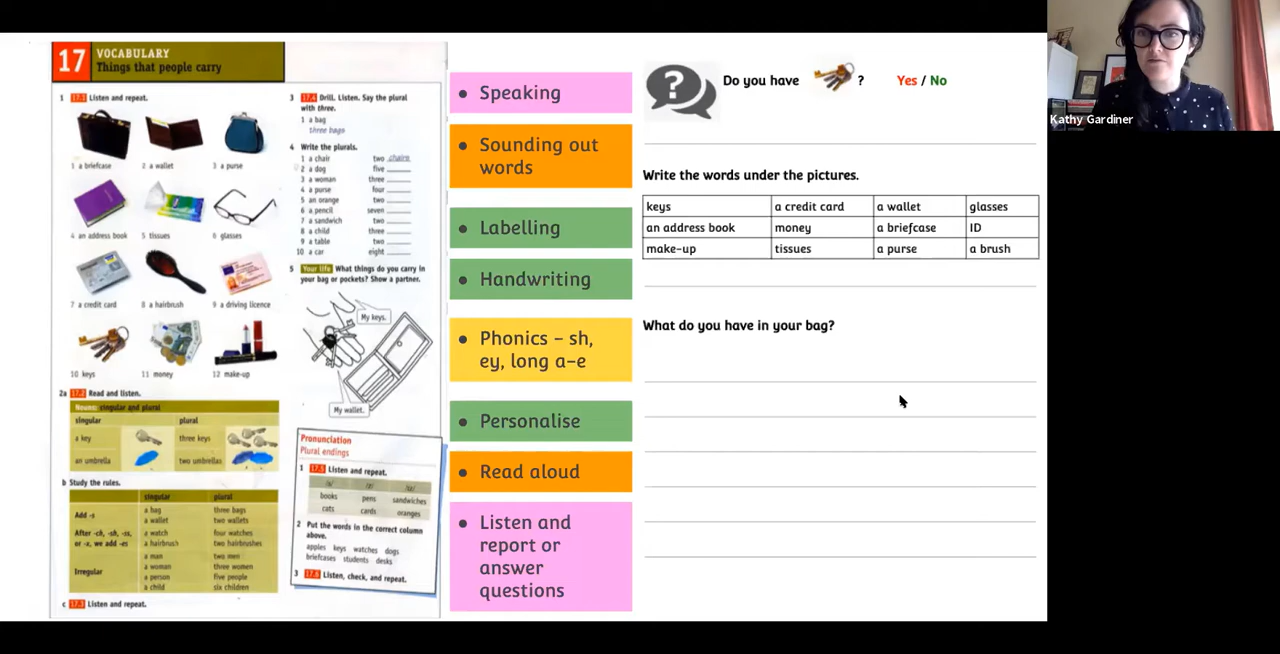 17
VOCABULARY
Things that people carry
1 17.1 Listen and repeat.
1 a briefcase
2 a wallet
3 a purse
4 an address book
5 tissues
6 glasses
7 a credit card
8 a hairbrush
9 a driving licence
10 keys
11 money
12 make-up
2a 17.2 Read and listen.
Nouns: singular and plural
singular plural
a key three keys
an umbrella two umbrellas
b Study the rules.
singular plural
Add -s
a bag three bags
a wallet two wallets
After -ch, -sh, -ss,
or -x, we add -es
a watch four watches
a hairbrush two hairbrushes
Irregular
a man two men
a woman three women
a person five people
a child six children
c 17.3 Listen and repeat.
3 17.4 Drill. Listen. Say the plural
with three.
1 a bag
three bags
4 Write the plurals.
1 a chair two chairs
2 a dog five
3 a woman three
4 a purse four
5 an orange two
6 a pencil seven
7 a sandwich two
8 a child three
9 a table two
10 a car eight
5 Your life What things do you carry in
your bag or pockets? Show a partner.
My keys.
My wallet.
Pronunciation
Plural endings
1 17.5 Listen and repeat.
/s/ /z/ /ɪz/
books pens sandwiches
cats cards oranges
2 Put the words in the correct column
above.
apples keys watches dogs
briefcases students desks
3 17.6 Listen, check, and repeat.
• Speaking
• Sounding out
words
• Labelling
• Handwriting
• Phonics – sh,
ey, long a-e
• Personalise
• Read aloud
• Listen and
report or
answer
questions
?
Do you have ? Yes / No
Write the words under the pictures.
keys a credit card a wallet glasses
an address book money a briefcase ID
make-up tissues a purse a brush
What do you have in your bag?
Kathy Gardiner